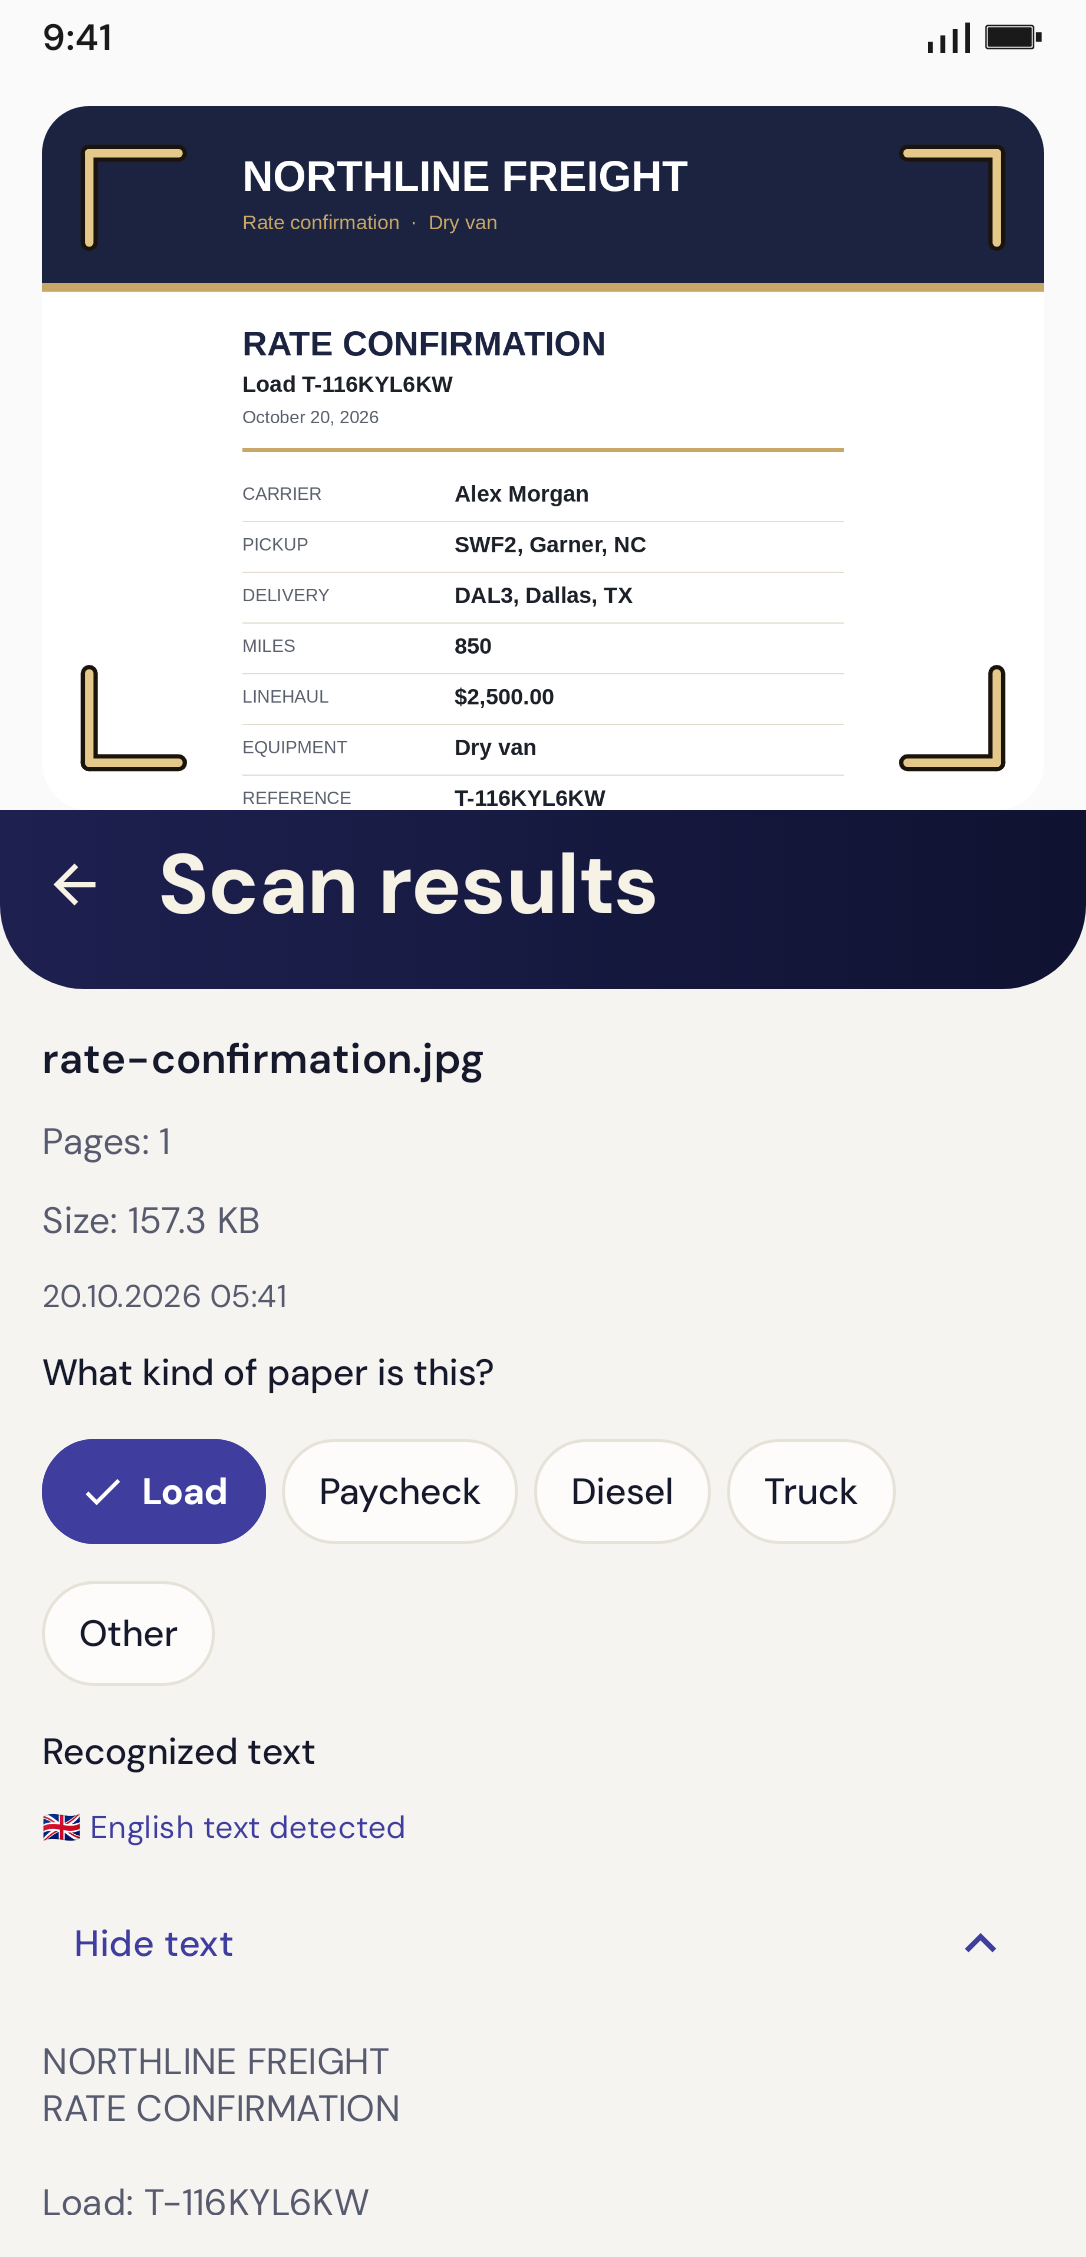 9:41
NORTHLINE FREIGHT
Rate confirmation · Dry van
RATE CONFIRMATION
Load T-116KYL6KW
October 20, 2026
CARRIER Alex Morgan
PICKUP SWF2, Garner, NC
DELIVERY DAL3, Dallas, TX
MILES 850
LINEHAUL $2,500.00
EQUIPMENT Dry van
REFERENCE T-116KYL6KW
Scan results
rate-confirmation.jpg
Pages: 1
Size: 157.3 KB
20.10.2026 05:41
What kind of paper is this?
Load Paycheck Diesel Truck
Other
Recognized text
🇬🇧 English text detected
Hide text
NORTHLINE FREIGHT
RATE CONFIRMATION
Load: T-116KYL6KW